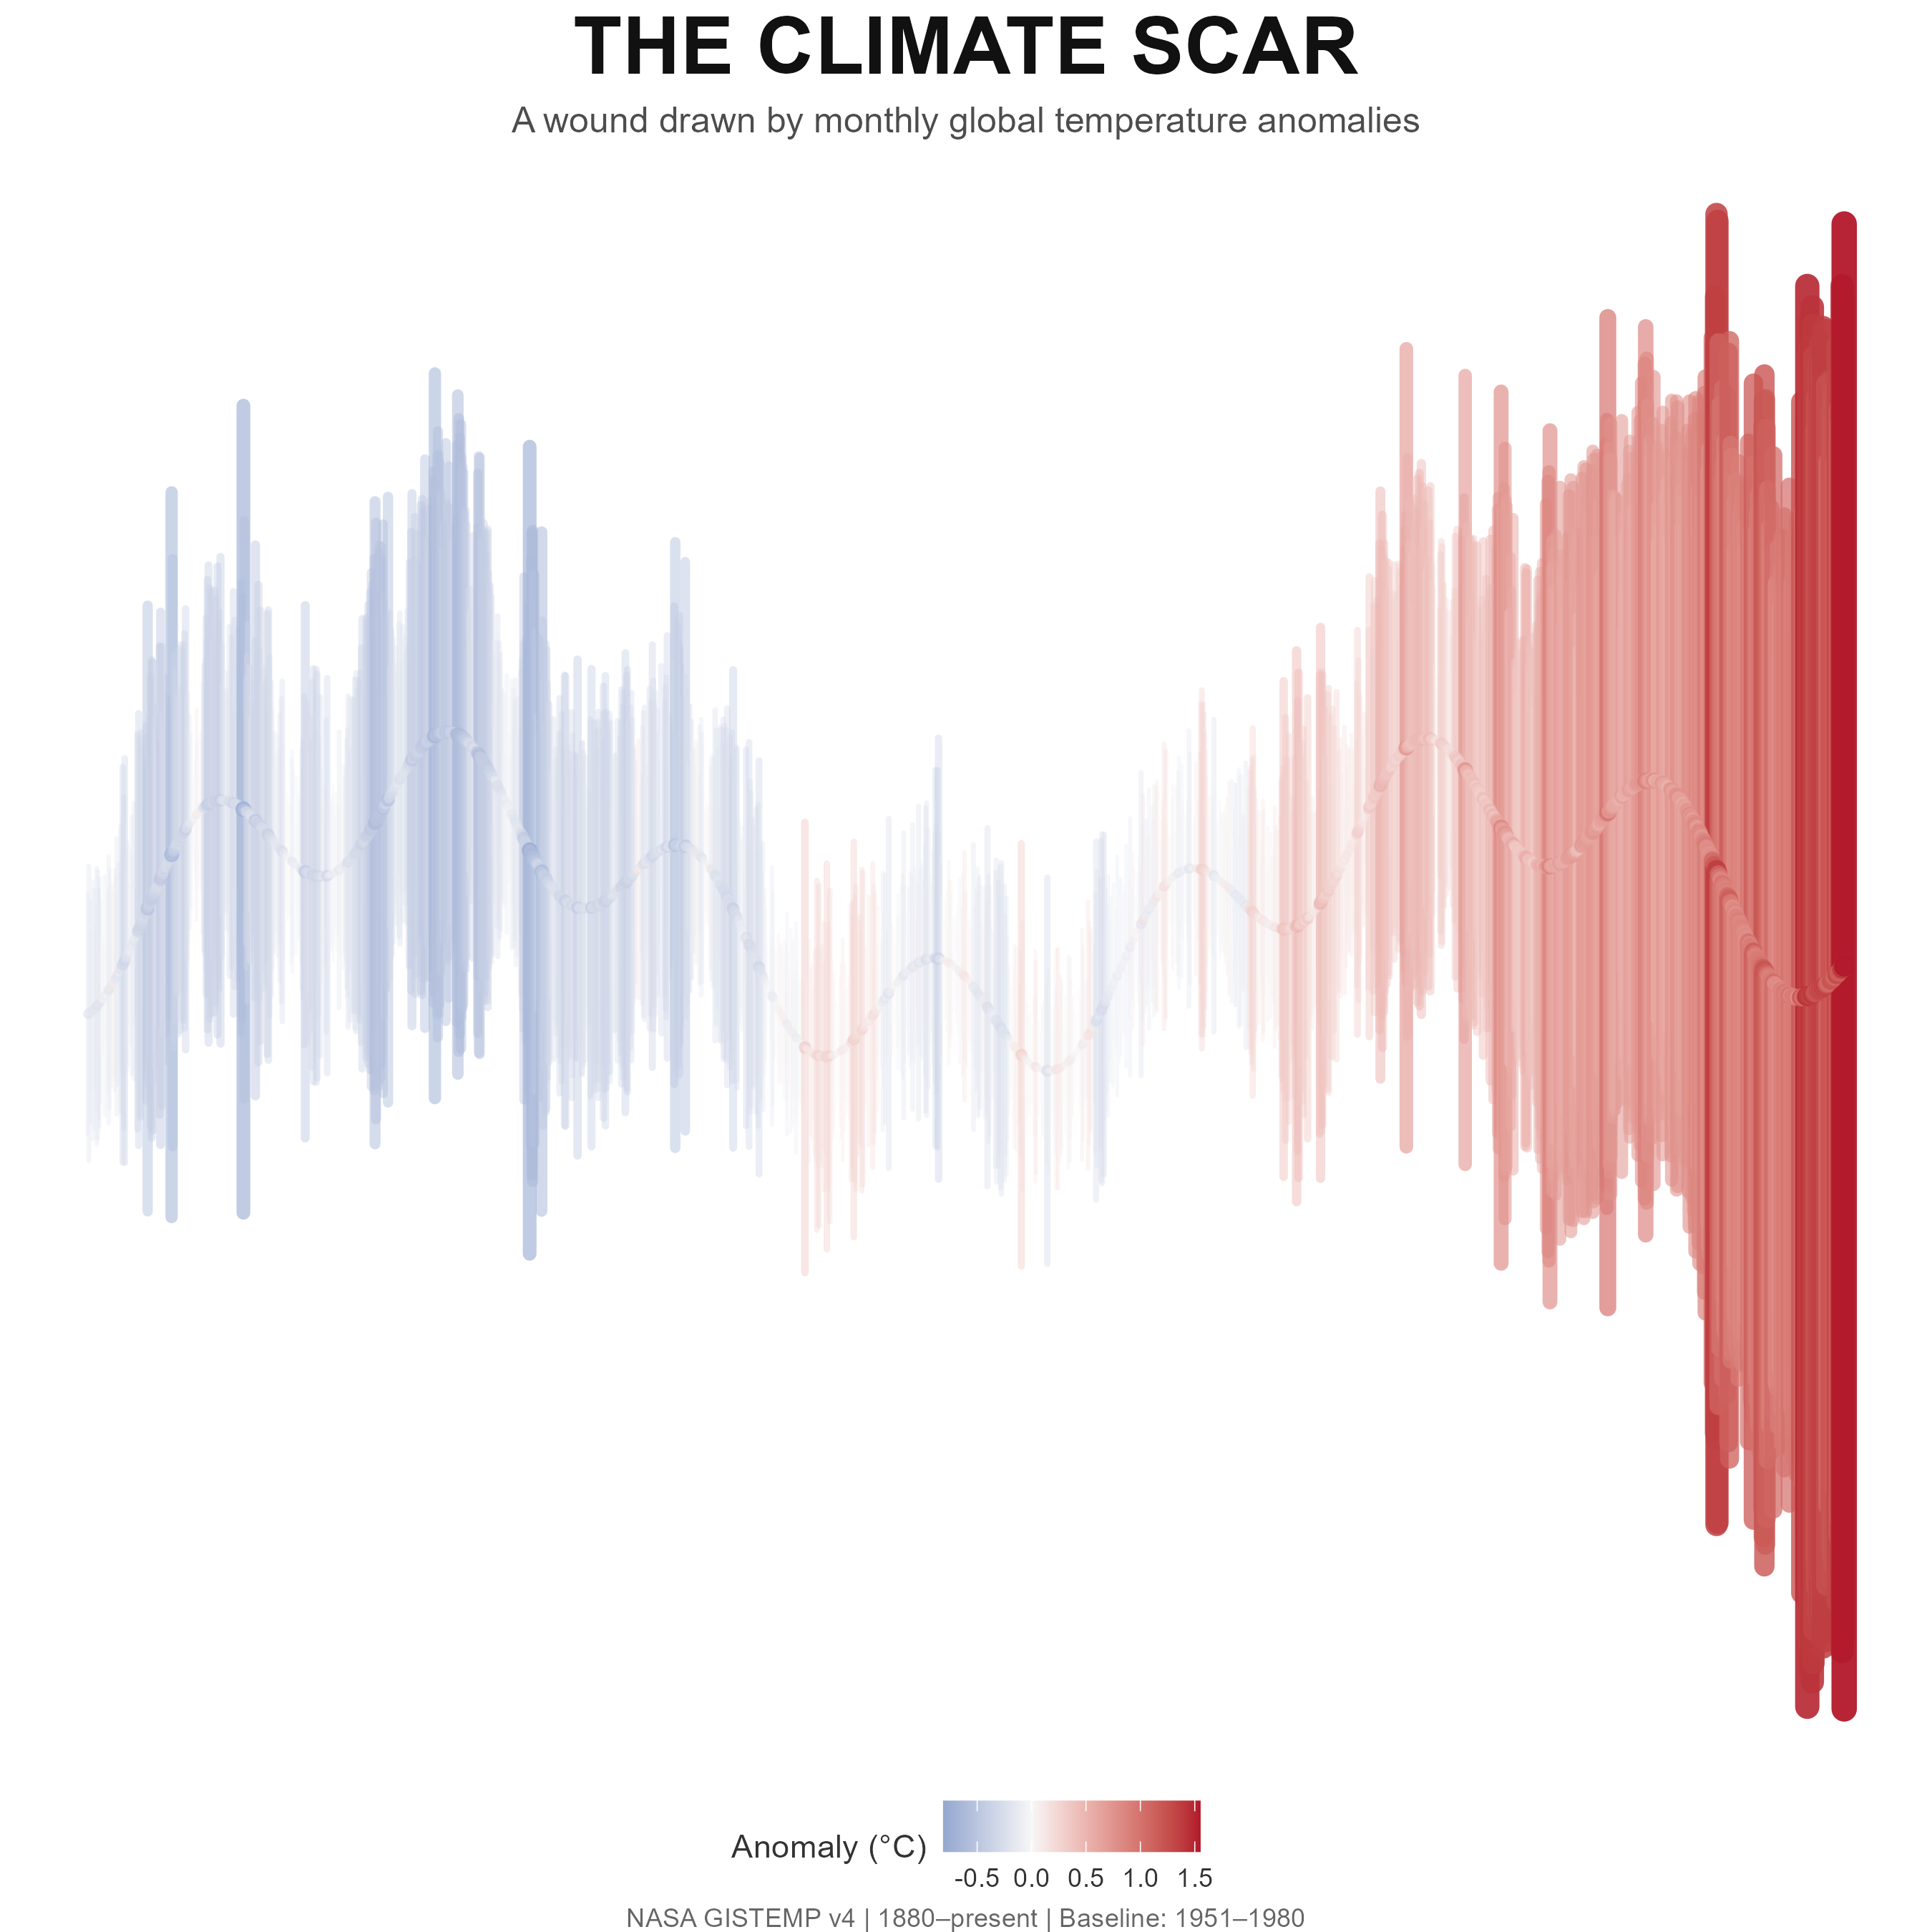 THE CLIMATE SCAR
A wound drawn by monthly global temperature anomalies
Anomaly (°C)
-0.5 0.0 0.5 1.0 1.5
NASA GISTEMP v4 | 1880–present | Baseline: 1951–1980